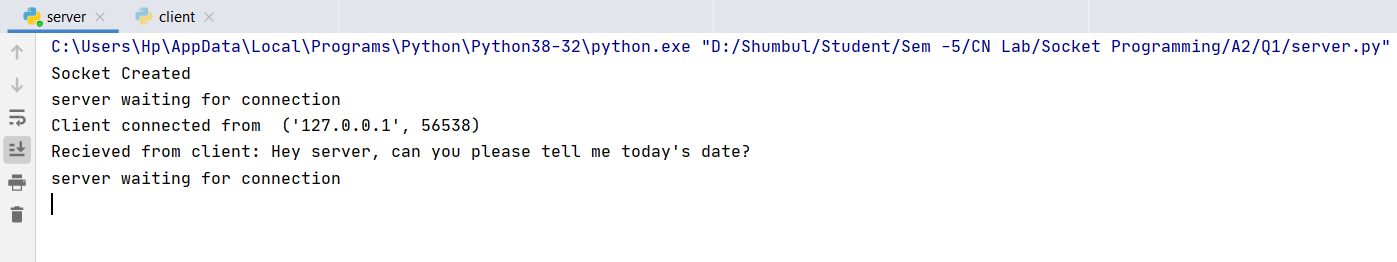 server client
C:\Users\Hp\AppData\Local\Programs\Python\Python38-32\python.exe "D:/Shumbul/Student/Sem -5/CN Lab/Socket Programming/A2/Q1/server.py"
Socket Created
server waiting for connection
Client connected from  ('127.0.0.1', 56538)
Recieved from client: Hey server, can you please tell me today's date?
server waiting for connection